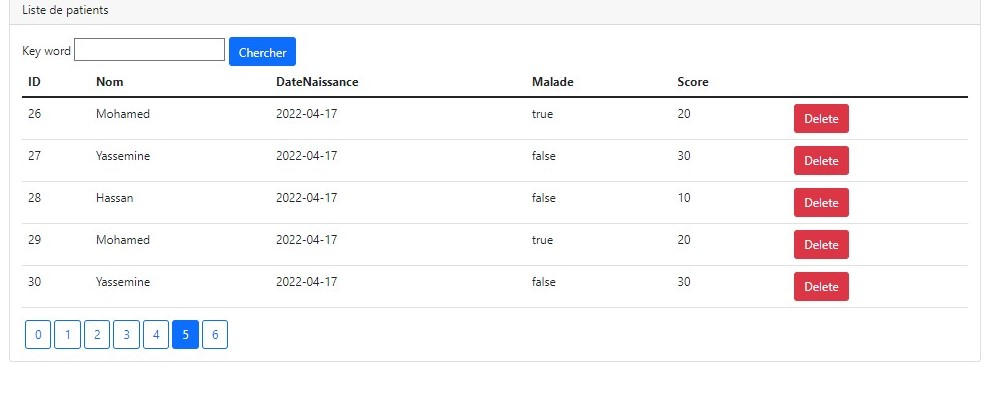 Liste de patients
Key word Chercher
ID Nom DateNaissance Malade Score
26 Mohamed 2022-04-17 true 20 Delete
27 Yassemine 2022-04-17 false 30 Delete
28 Hassan 2022-04-17 false 10 Delete
29 Mohamed 2022-04-17 true 20 Delete
30 Yassemine 2022-04-17 false 30 Delete
0 1 2 3 4 5 6